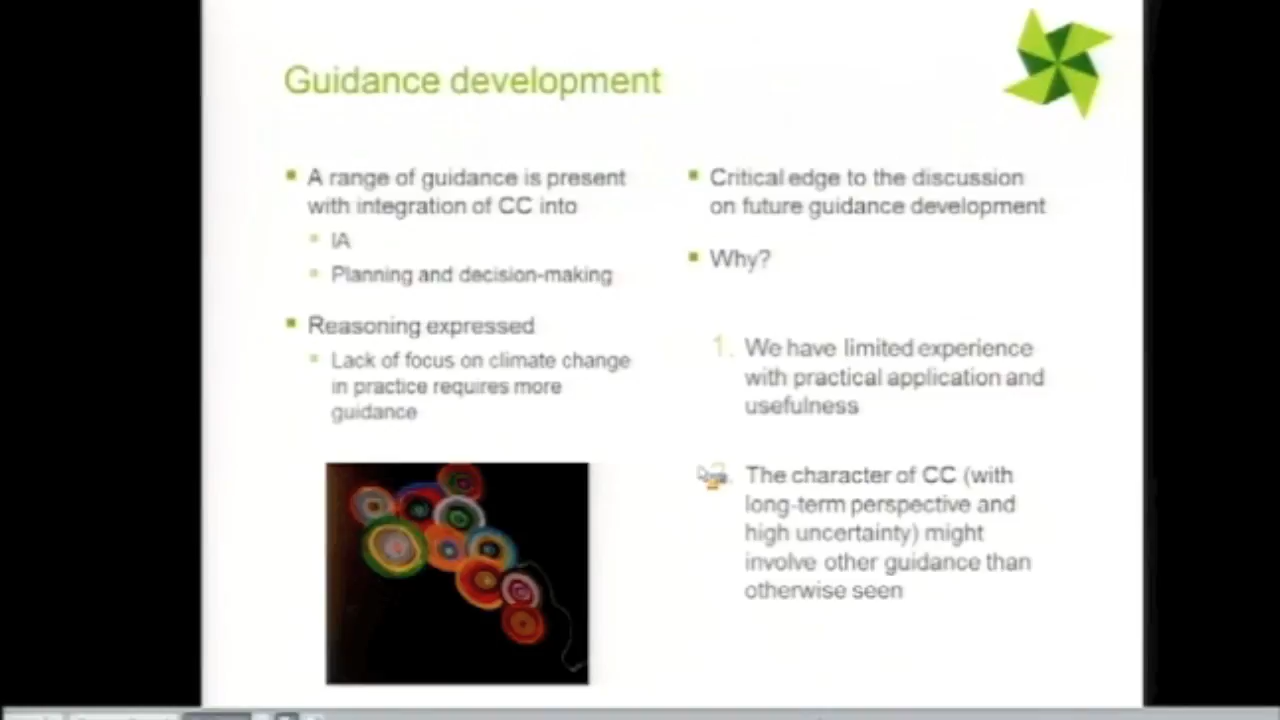 Guidance development
A range of guidance is present
with integration of CC into
IA
Planning and decision-making
Reasoning expressed
Lack of focus on climate change
in practice requires more
guidance
Critical edge to the discussion
on future guidance development
Why?
1. We have limited experience
with practical application and
usefulness
The character of CC (with
long-term perspective and
high uncertainty) might
involve other guidance than
otherwise seen